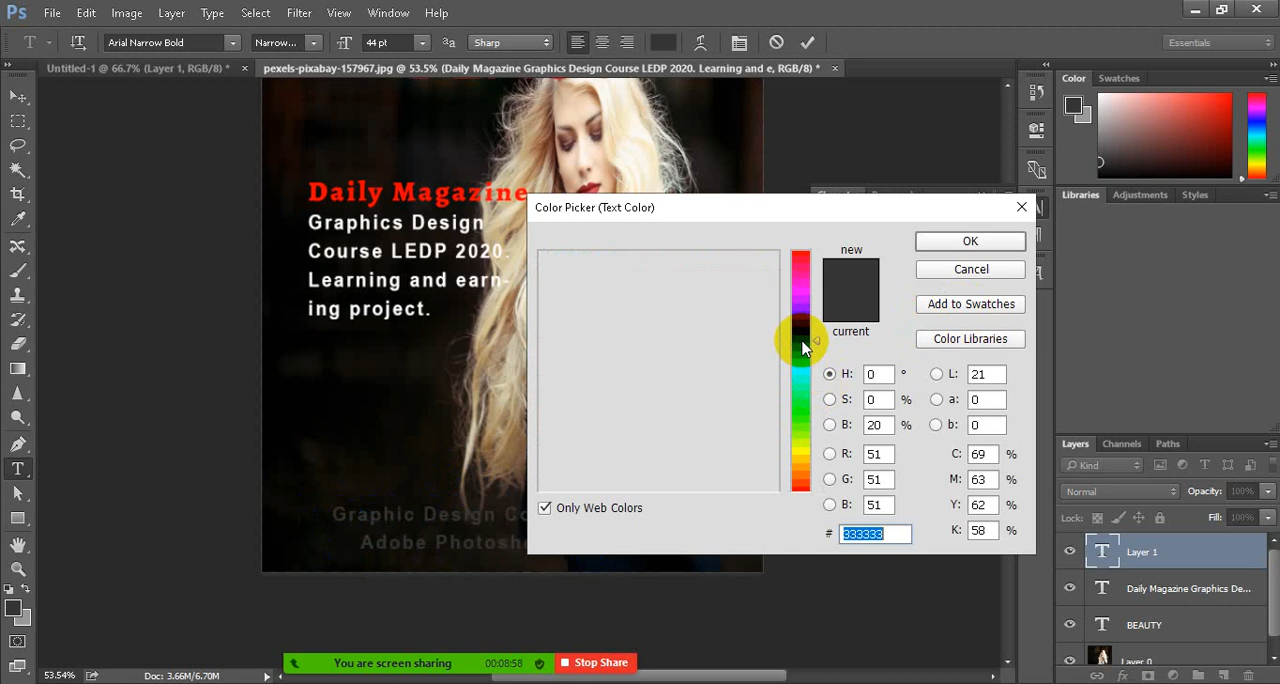 Ps File Edit Image Layer Type Select Filter View Window Help
T Arial Narrow Bold Narrow... 44 pt Sharp Essentials
Untitled-1 @ 66.7% (Layer 1, RGB/8) * × pexels-pixabay-157967.jpg @ 53.5% (Daily Magazine Graphics Design Course LEDP 2020. Learning and e, RGB/8) * ×
Color Swatches
Daily Magazine
Graphics Design
Course LEDP 2020.
Learning and earn-
ing project.
Graphic Design Co
Adobe Photosh
Color Picker (Text Color)
new
current
OK
Cancel
Add to Swatches
Color Libraries
H: 0 ° L: 21
S: 0 % a: 0
B: 20 % b: 0
R: 51 C: 69 %
G: 51 M: 63 %
B: 51 Y: 62 %
# 333333 K: 58 %
Only Web Colors
Libraries Adjustments Styles
Layers Channels Paths
Kind
Normal Opacity: 100%
Lock: Fill: 100%
T Layer 1
T Daily Magazine Graphics De...
T BEAUTY
Layer 0
You are screen sharing 00:08:58 Stop Share
53.54% Doc: 3.66M/6.70M